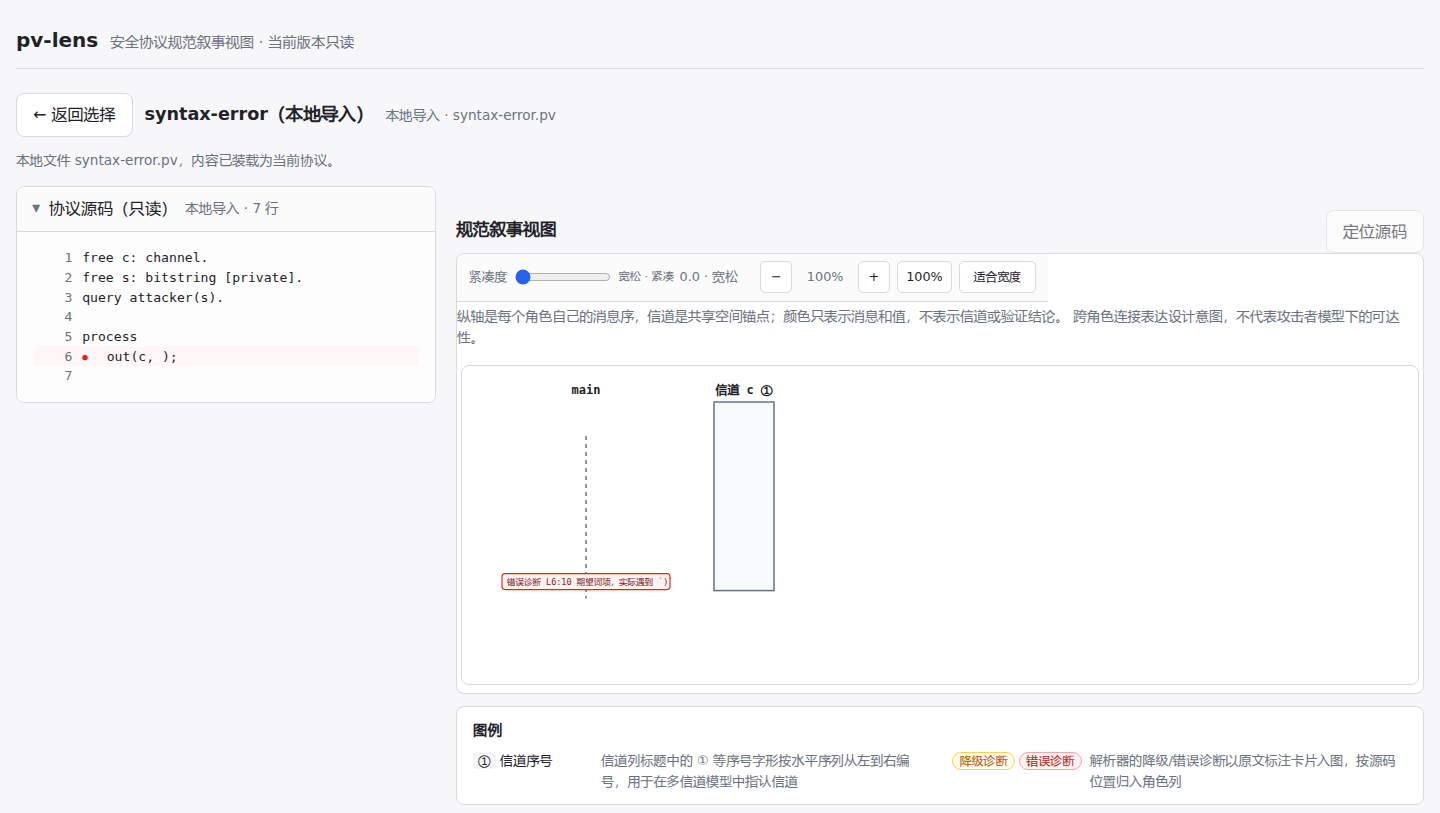 pv-lens 安全协议规范叙事视图 · 当前版本只读
← 返回选择 syntax-error（本地导入） 本地导入 · syntax-error.pv
本地文件 syntax-error.pv，内容已装载为当前协议。
▼ 协议源码（只读） 本地导入 · 7 行
1 free c: channel.
2 free s: bitstring [private].
3 query attacker(s).
4
5 process
6 ● out(c, );
7
规范叙事视图 定位源码
紧凑度 宽松 · 紧凑 0.0 · 宽松 − 100% + 100% 适合宽度
纵轴是每个角色自己的消息序，信道是共享空间锚点；颜色只表示消息和值，不表示信道或验证结论。 跨角色连接表达设计意图，不代表攻击者模型下的可达
性。
main 信道 c ①
错误诊断 L6:10 期望词项，实际遇到 `)`
图例
① 信道序号 信道列标题中的 ① 等序号字形按水平序列从左到右编
号，用于在多信道模型中指认信道
降级诊断 错误诊断 解析器的降级/错误诊断以原文标注卡片入图，按源码
位置归入角色列